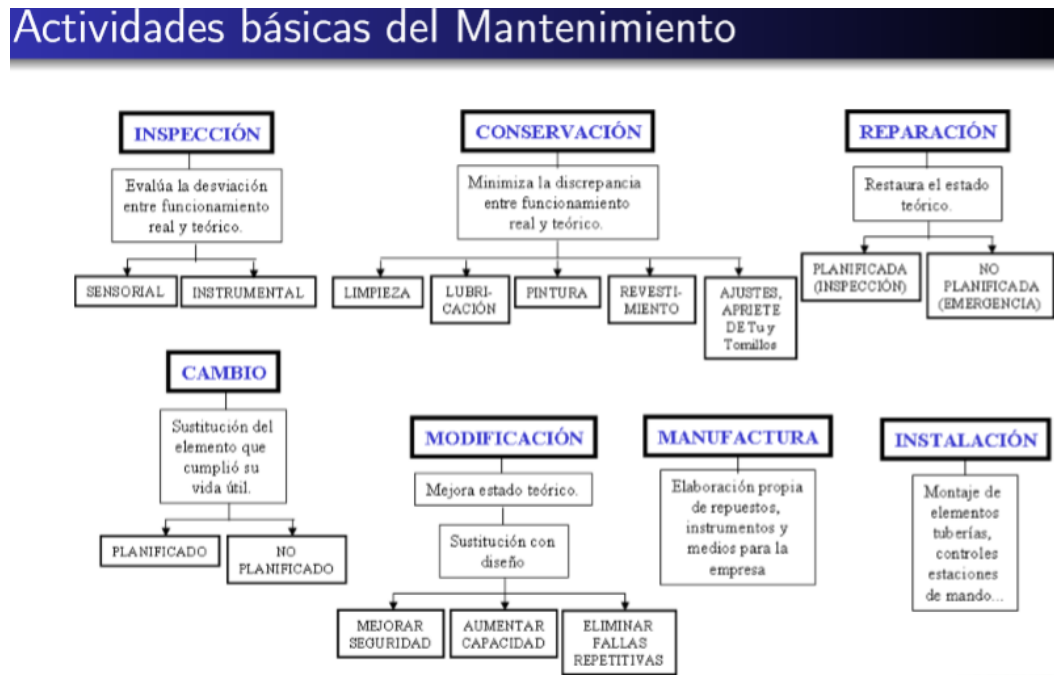 Actividades básicas del Mantenimiento
INSPECCIÓN
Evalúa la desviación
entre funcionamiento
real y teórico.
SENSORIAL
INSTRUMENTAL
CONSERVACIÓN
Minimiza la discrepancia
entre funcionamiento
real y teórico.
LIMPIEZA
LUBRI-
CACIÓN
PINTURA
REVESTI-
MIENTO
AJUSTES,
APRIETE
DE Tu y
Tornillos
REPARACIÓN
Restaura el estado
teórico.
PLANIFICADA
(INSPECCIÓN)
NO
PLANIFICADA
(EMERGENCIA)
CAMBIO
Sustitución del
elemento que
cumplió su
vida útil.
PLANIFICADO
NO
PLANIFICADO
MODIFICACIÓN
Mejora estado teórico.
Sustitución con
diseño
MEJORAR
SEGURIDAD
AUMENTAR
CAPACIDAD
ELIMINAR
FALLAS
REPETITIVAS
MANUFACTURA
Elaboración propia
de repuestos,
instrumentos y
medios para la
empresa
INSTALACIÓN
Montaje de
elementos
tuberías,
controles
estaciones
de mando...